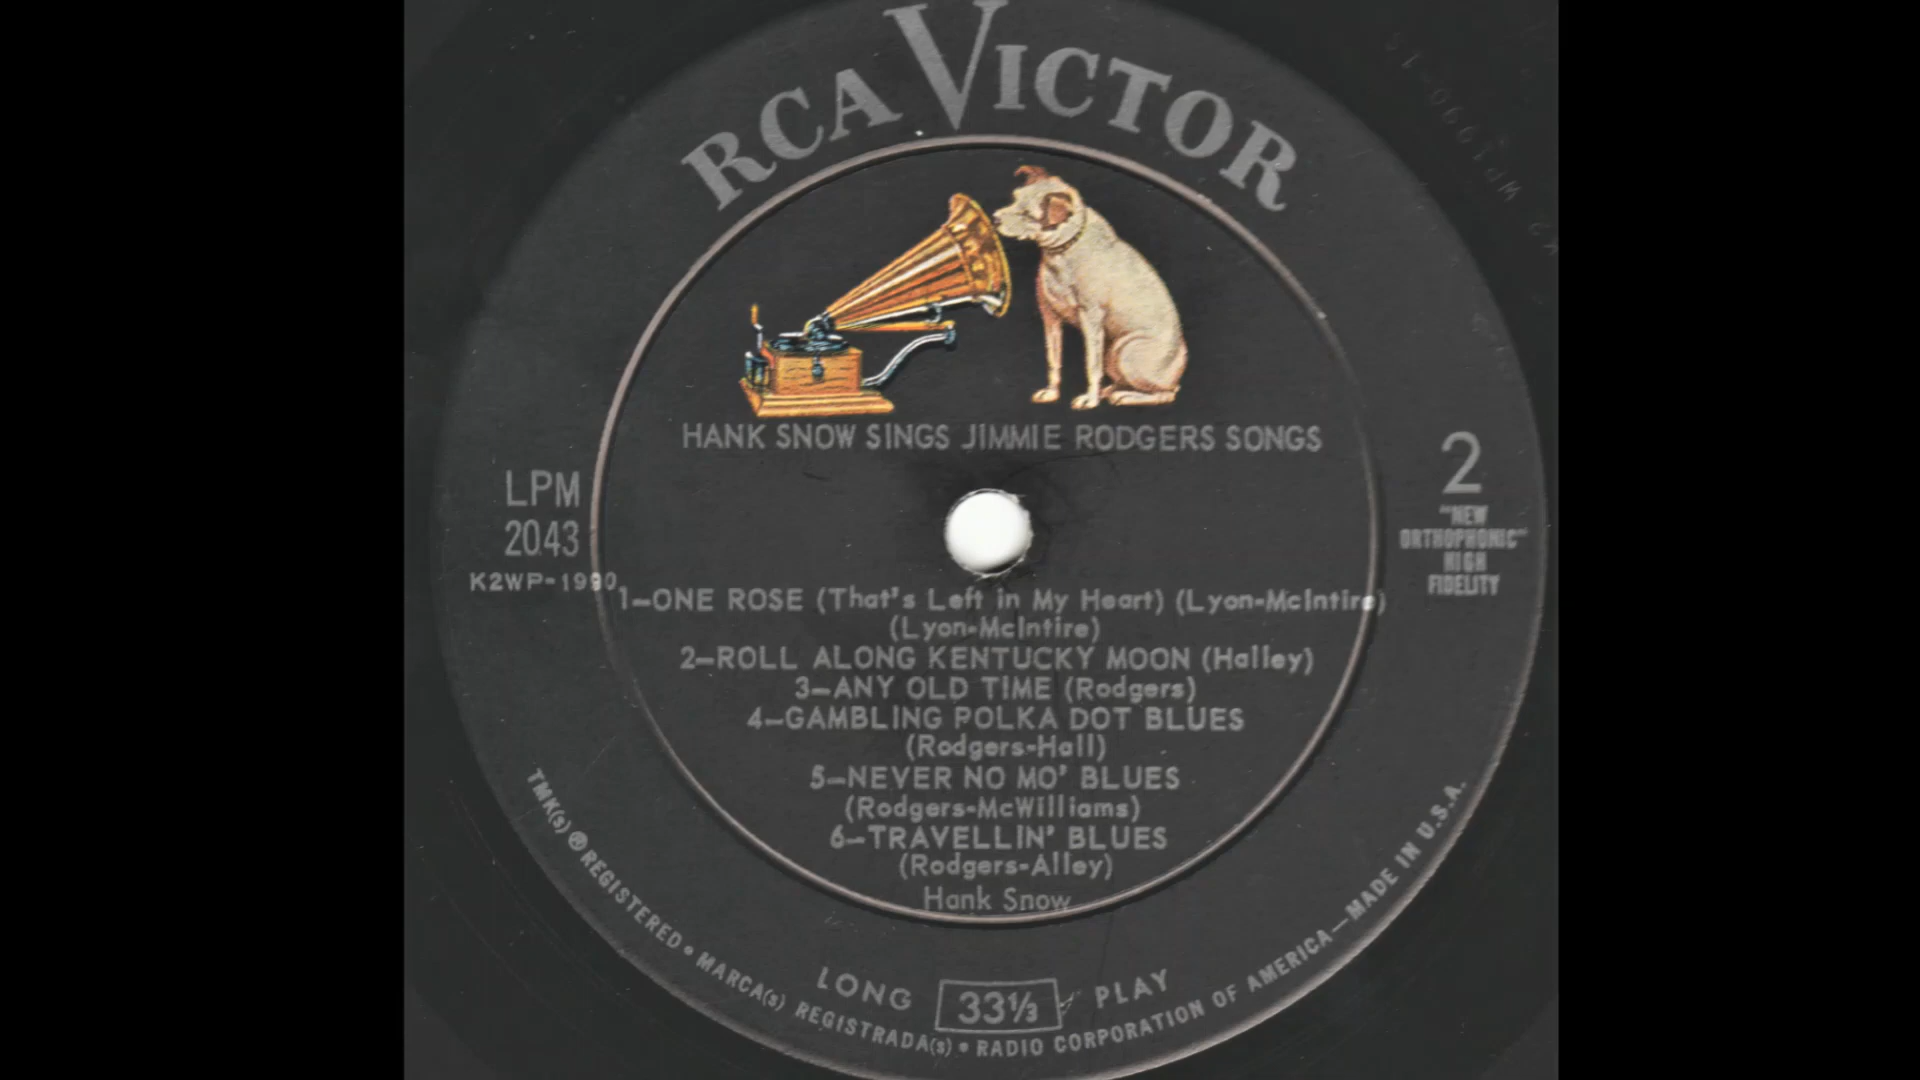 RCA VICTOR
HANK SNOW SINGS JIMMIE RODGERS SONGS
LPM
2043
K2WP-1990
2
"NEW
ORTHOPHONIC"
HIGH
FIDELITY
1-ONE ROSE (That's Left in My Heart) (Lyon-McIntire)
(Lyon-McIntire)
2-ROLL ALONG KENTUCKY MOON (Halley)
3-ANY OLD TIME (Rodgers)
4-GAMBLING POLKA DOT BLUES
(Rodgers-Hall)
5-NEVER NO MO' BLUES
(Rodgers-McWilliams)
6-TRAVELLIN' BLUES
(Rodgers-Alley)
Hank Snow
LONG 33⅓ PLAY
TMK(s) ® REGISTERED • MARCA(s) REGISTRADA(s) • RADIO CORPORATION OF AMERICA—MADE IN U.S.A.